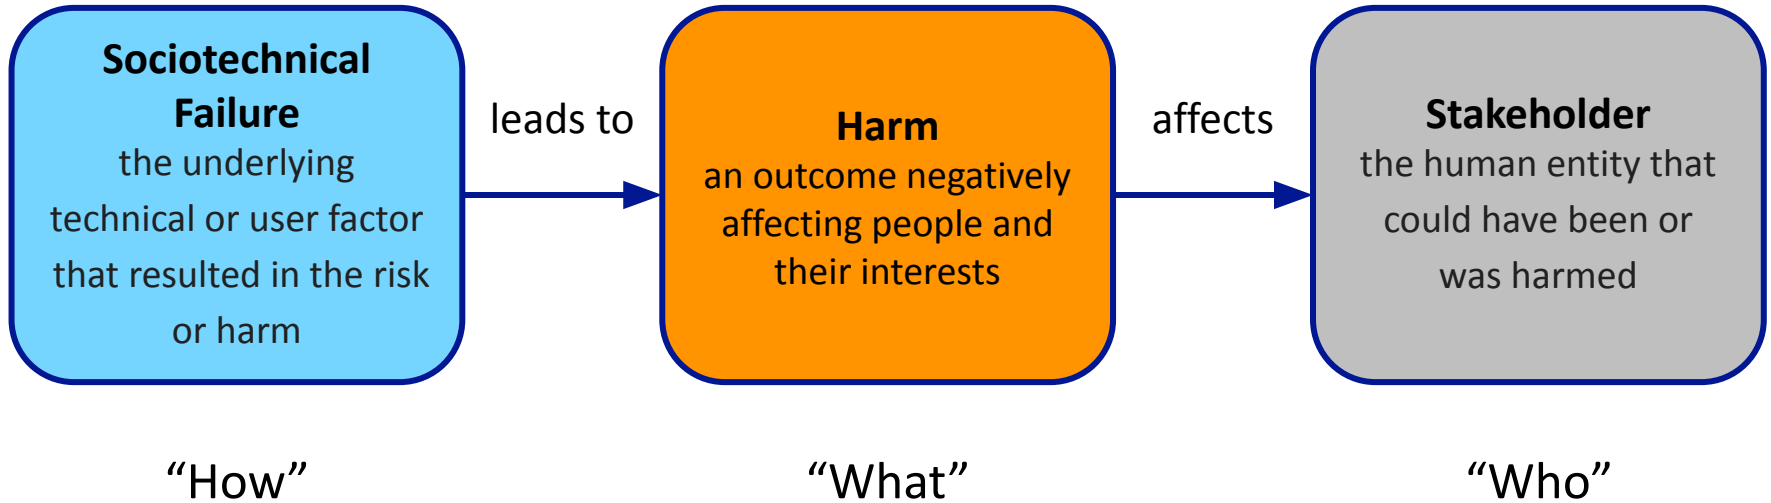 Sociotechnical
Failure
the underlying
technical or user factor
that resulted in the risk
or harm
leads to
Harm
an outcome negatively
affecting people and
their interests
affects
Stakeholder
the human entity that
could have been or
was harmed
“How”
“What”
“Who”